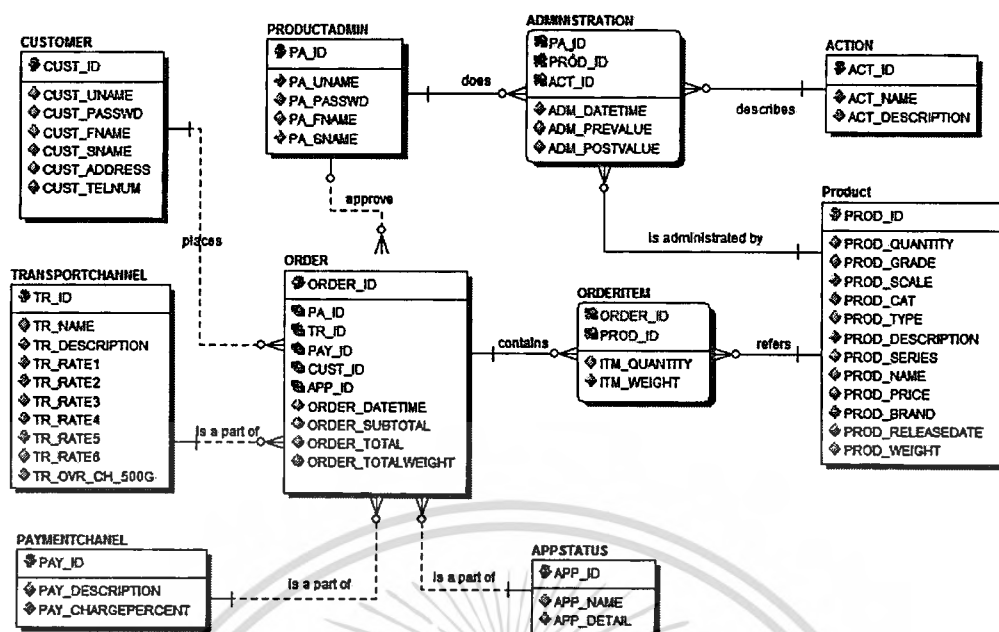 CUSTOMER
CUST_ID
CUST_UNAME
CUST_PASSWD
CUST_FNAME
CUST_SNAME
CUST_ADDRESS
CUST_TELNUM
PRODUCTADMIN
PA_ID
PA_UNAME
PA_PASSWD
PA_FNAME
PA_SNAME
does
ADMINISTRATION
PA_ID
PROD_ID
ACT_ID
ADM_DATETIME
ADM_PREVALUE
ADM_POSTVALUE
describes
ACTION
ACT_ID
ACT_NAME
ACT_DESCRIPTION
approve
places
is administrated by
Product
PROD_ID
PROD_QUANTITY
PROD_GRADE
PROD_SCALE
PROD_CAT
PROD_TYPE
PROD_DESCRIPTION
PROD_SERIES
PROD_NAME
PROD_PRICE
PROD_BRAND
PROD_RELEASEDATE
PROD_WEIGHT
TRANSPORTCHANNEL
TR_ID
TR_NAME
TR_DESCRIPTION
TR_RATE1
TR_RATE2
TR_RATE3
TR_RATE4
TR_RATE5
TR_RATE6
TR_OVR_CH_500G
is a part of
ORDER
ORDER_ID
PA_ID
TR_ID
PAY_ID
CUST_ID
APP_ID
ORDER_DATETIME
ORDER_SUBTOTAL
ORDER_TOTAL
ORDER_TOTALWEIGHT
contains
ORDERITEM
ORDER_ID
PROD_ID
ITM_QUANTITY
ITM_WEIGHT
refers
PAYMENTCHANEL
PAY_ID
PAY_DESCRIPTION
PAY_CHARGEPERCENT
is a part of
is a part of
APPSTATUS
APP_ID
APP_NAME
APP_DETAIL